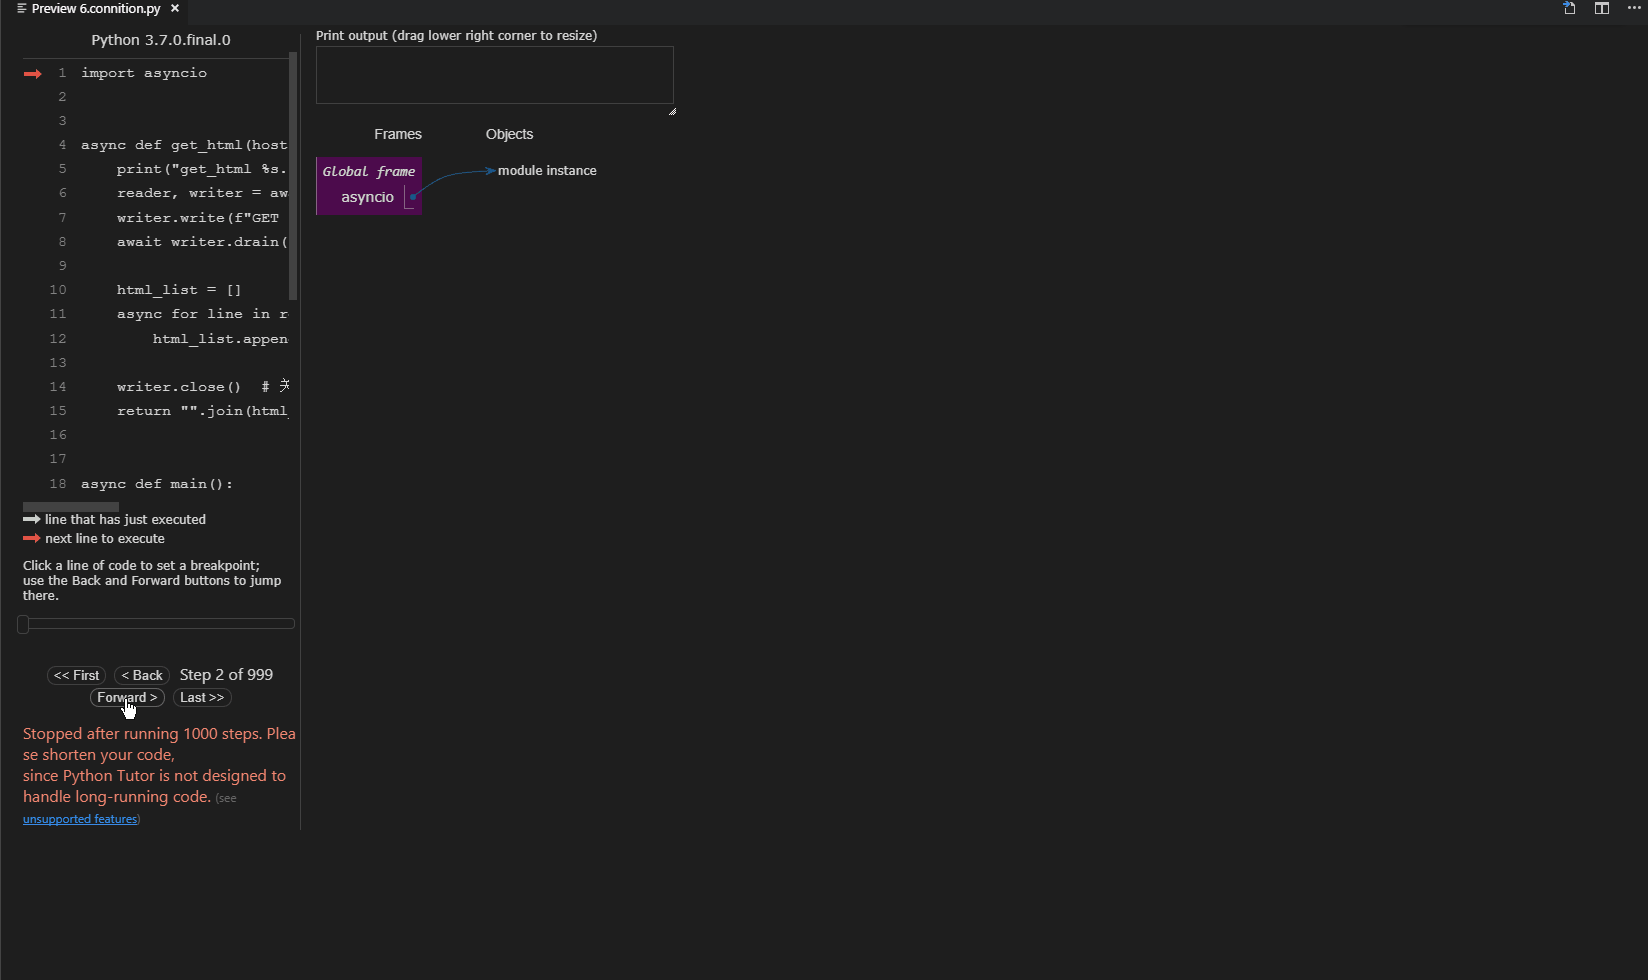 Preview 6.connition.py ×
Python 3.7.0.final.0
1 import asyncio
2
3
4 async def get_html(host
5 print("get_html %s.
6 reader, writer = aw
7 writer.write(f"GET
8 await writer.drain(
9
10 html_list = []
11 async for line in r
12 html_list.appen
13
14 writer.close()  # 关
15 return "".join(html_
16
17
18 async def main():
line that has just executed
next line to execute
Click a line of code to set a breakpoint;
use the Back and Forward buttons to jump
there.
<< First < Back Step 2 of 999
Forward > Last >>
Stopped after running 1000 steps. Plea
se shorten your code,
since Python Tutor is not designed to
handle long-running code. (see
unsupported features)
Print output (drag lower right corner to resize)
Frames Objects
Global frame
asyncio
module instance